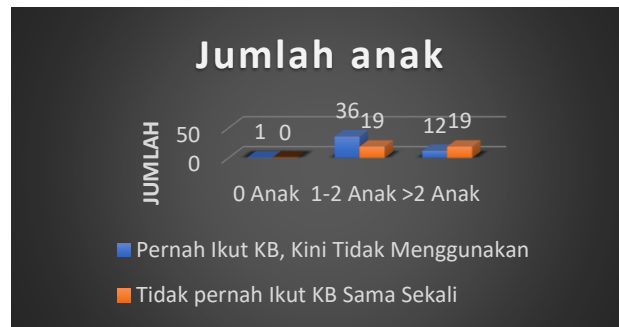 Jumlah anak
JUMLAH
50
0
1 0
36 19
12 19
0 Anak 1-2 Anak >2 Anak
Pernah Ikut KB, Kini Tidak Menggunakan
Tidak pernah Ikut KB Sama Sekali